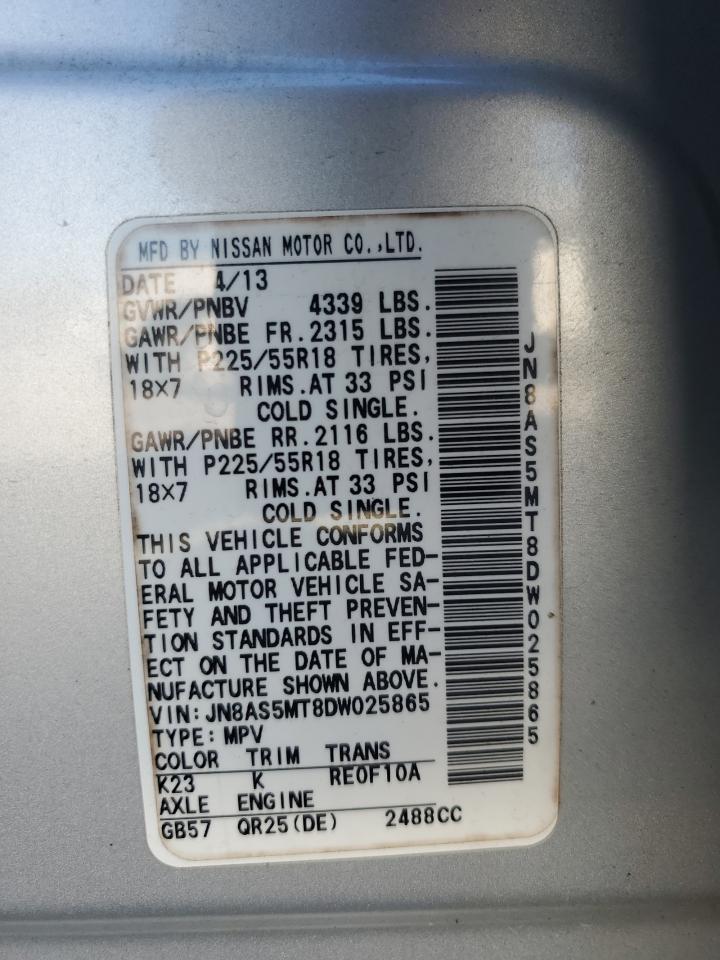 MFD BY NISSAN MOTOR CO.,LTD.
DATE 4/13
GVWR/PNBV 4339 LBS.
GAWR/PNBE FR.2315 LBS.
WITH P225/55R18 TIRES,
18×7 RIMS.AT 33 PSI
COLD SINGLE.
GAWR/PNBE RR.2116 LBS.
WITH P225/55R18 TIRES,
18×7 RIMS.AT 33 PSI
COLD SINGLE.
THIS VEHICLE CONFORMS
TO ALL APPLICABLE FED-
ERAL MOTOR VEHICLE SA-
FETY AND THEFT PREVEN-
TION STANDARDS IN EFF-
ECT ON THE DATE OF MA-
NUFACTURE SHOWN ABOVE.
VIN:JN8AS5MT8DW025865
TYPE:MPV
COLOR TRIM TRANS
K23 K RE0F10A
AXLE ENGINE
GB57 QR25(DE) 2488CC
JN8AS5MT8DW025865